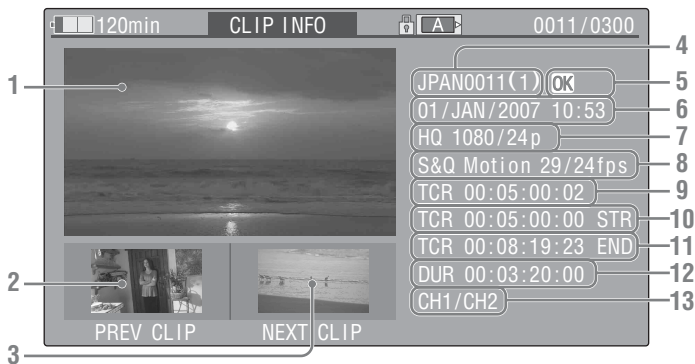 120min CLIP INFO A 0011/0300
JPAN0011(1) OK
01/JAN/2007 10:53
HQ 1080/24p
S&Q Motion 29/24fps
TCR 00:05:00:02
TCR 00:05:00:00 STR
TCR 00:08:19:23 END
DUR 00:03:20:00
CH1/CH2
PREV CLIP NEXT CLIP
1
2
3
4
5
6
7
8
9
10
11
12
13